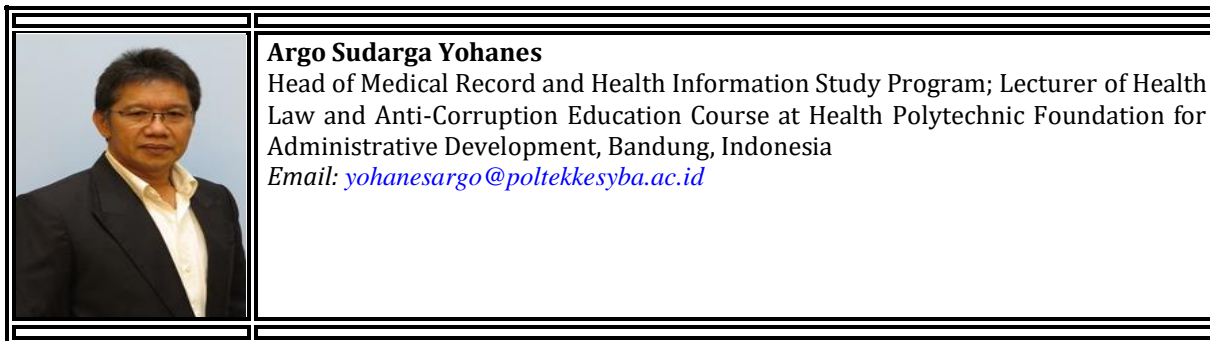 Argo Sudarga Yohanes
Head of Medical Record and Health Information Study Program; Lecturer of Health
Law and Anti-Corruption Education Course at Health Polytechnic Foundation for
Administrative Development, Bandung, Indonesia
Email: yohanesargo@poltekkesyba.ac.id